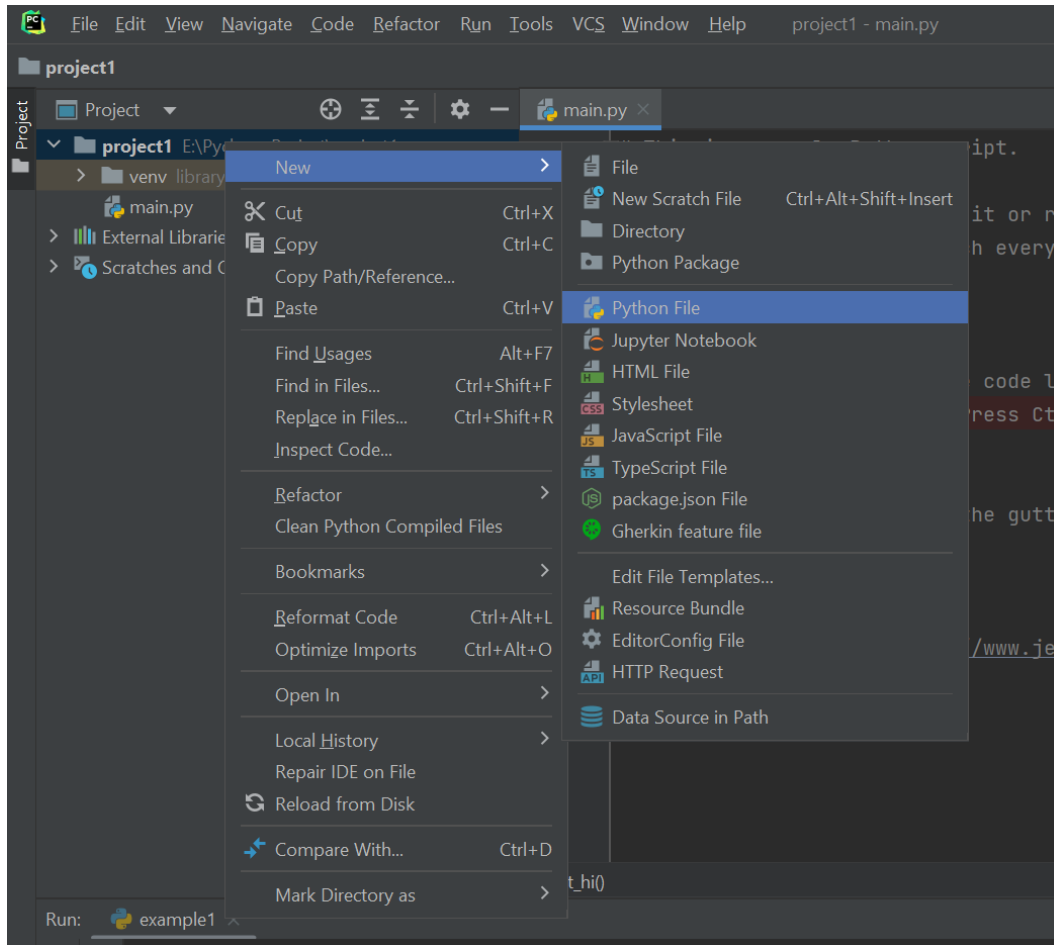 PC
File Edit View Navigate Code Refactor Run Tools VCS Window Help project1 - main.py
project1
Project
Project
main.py
project1
venv library
main.py
External Librarie
Scratches and
New
Cut Ctrl+X
Copy Ctrl+C
Copy Path/Reference...
Paste Ctrl+V
Find Usages Alt+F7
Find in Files... Ctrl+Shift+F
Replace in Files... Ctrl+Shift+R
Inspect Code...
Refactor
Clean Python Compiled Files
Bookmarks
Reformat Code Ctrl+Alt+L
Optimize Imports Ctrl+Alt+O
Open In
Local History
Repair IDE on File
Reload from Disk
Compare With... Ctrl+D
Mark Directory as
File
New Scratch File Ctrl+Alt+Shift+Insert
Directory
Python Package
Python File
Jupyter Notebook
H HTML File
CSS Stylesheet
JS JavaScript File
TS TypeScript File
JS package.json File
Gherkin feature file
Edit File Templates...
Resource Bundle
EditorConfig File
API HTTP Request
Data Source in Path
ipt.
it or r
h every
code l
ress Ct
he gutt
/www.je
t_hi()
Run: example1